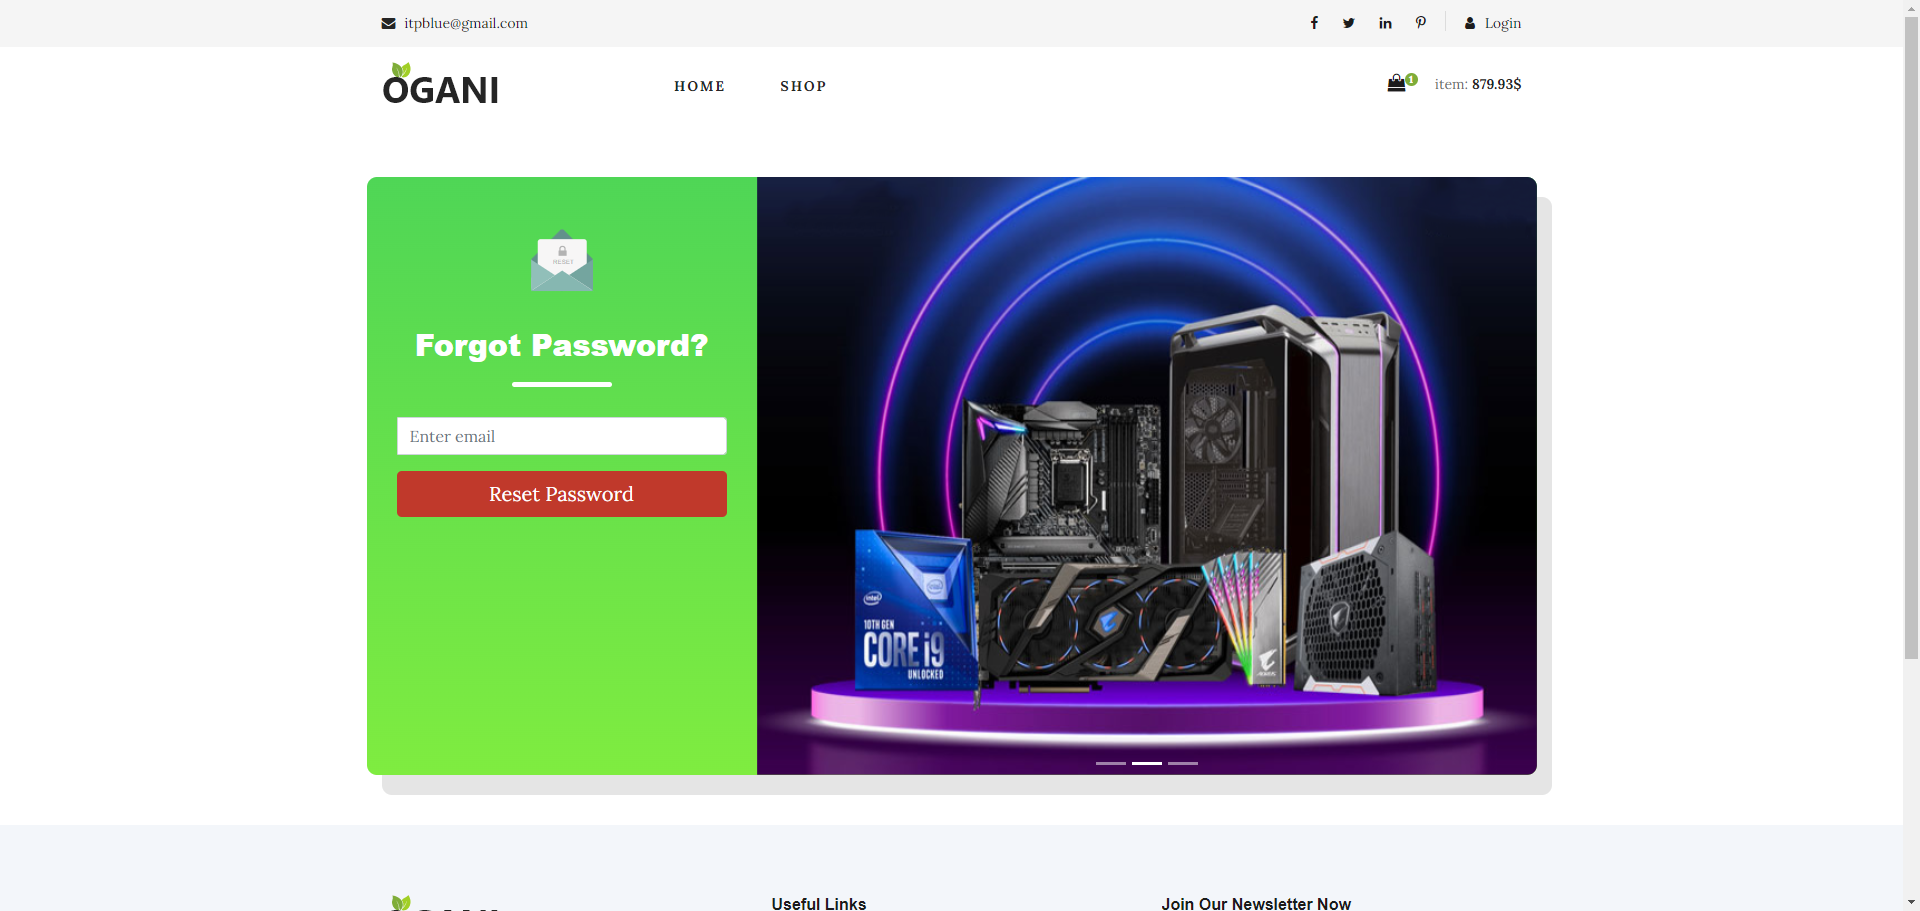 itpblue@gmail.com
Login
OGANI
HOME
SHOP
1
item: 879.93$
RESET
Forgot Password?
Enter email
Reset Password
intel
intel
10TH GEN
CORE i9
UNLOCKED
Useful Links
Join Our Newsletter Now